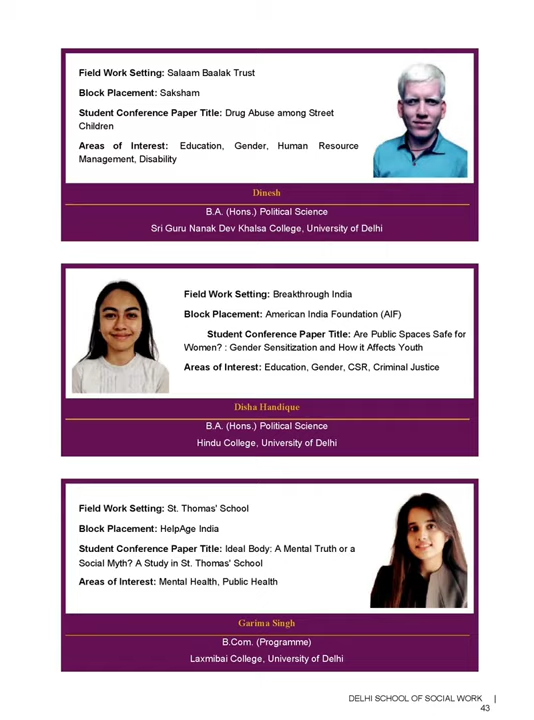 Field Work Setting: Salaam Baalak Trust
Block Placement: Saksham
Student Conference Paper Title: Drug Abuse among Street
Children
Areas of Interest: Education, Gender, Human Resource
Management, Disability
Dinesh
B.A. (Hons.) Political Science
Sri Guru Nanak Dev Khalsa College, University of Delhi
Field Work Setting: Breakthrough India
Block Placement: American India Foundation (AIF)
Student Conference Paper Title: Are Public Spaces Safe for
Women? : Gender Sensitization and How it Affects Youth
Areas of Interest: Education, Gender, CSR, Criminal Justice
Disha Handique
B.A. (Hons.) Political Science
Hindu College, University of Delhi
Field Work Setting: St. Thomas' School
Block Placement: HelpAge India
Student Conference Paper Title: Ideal Body: A Mental Truth or a
Social Myth? A Study in St. Thomas' School
Areas of Interest: Mental Health, Public Health
Garima Singh
B.Com. (Programme)
Laxmibai College, University of Delhi
DELHI SCHOOL OF SOCIAL WORK |
43